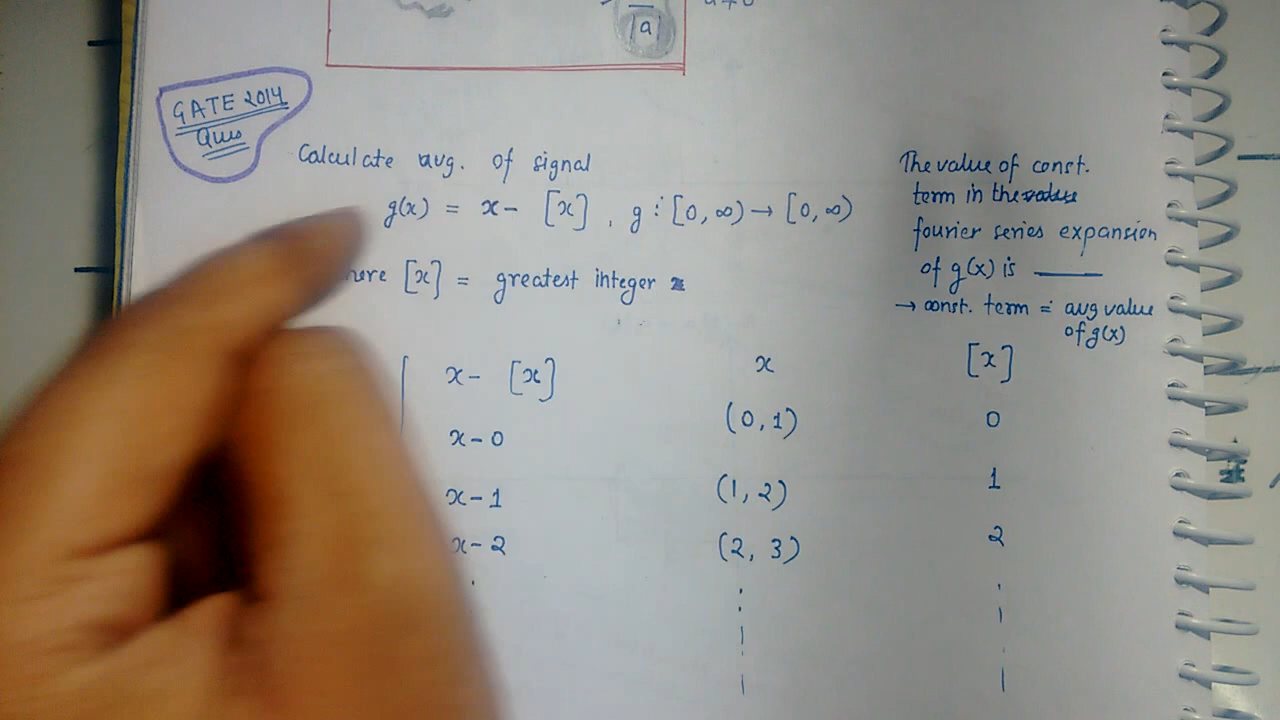 |a|
GATE 2014
Ques
Calculate avg. of signal
g(x) = x - [x] , g : [0, ∞) → [0, ∞)
[x] = greatest integer
The value of const.
term in the value
fourier series expansion
of g(x) is ____
→ const. term = avg value
of g(x)
x - [x] x [x]
x - 0 (0, 1) 0
x - 1 (1, 2) 1
x - 2 (2, 3) 2